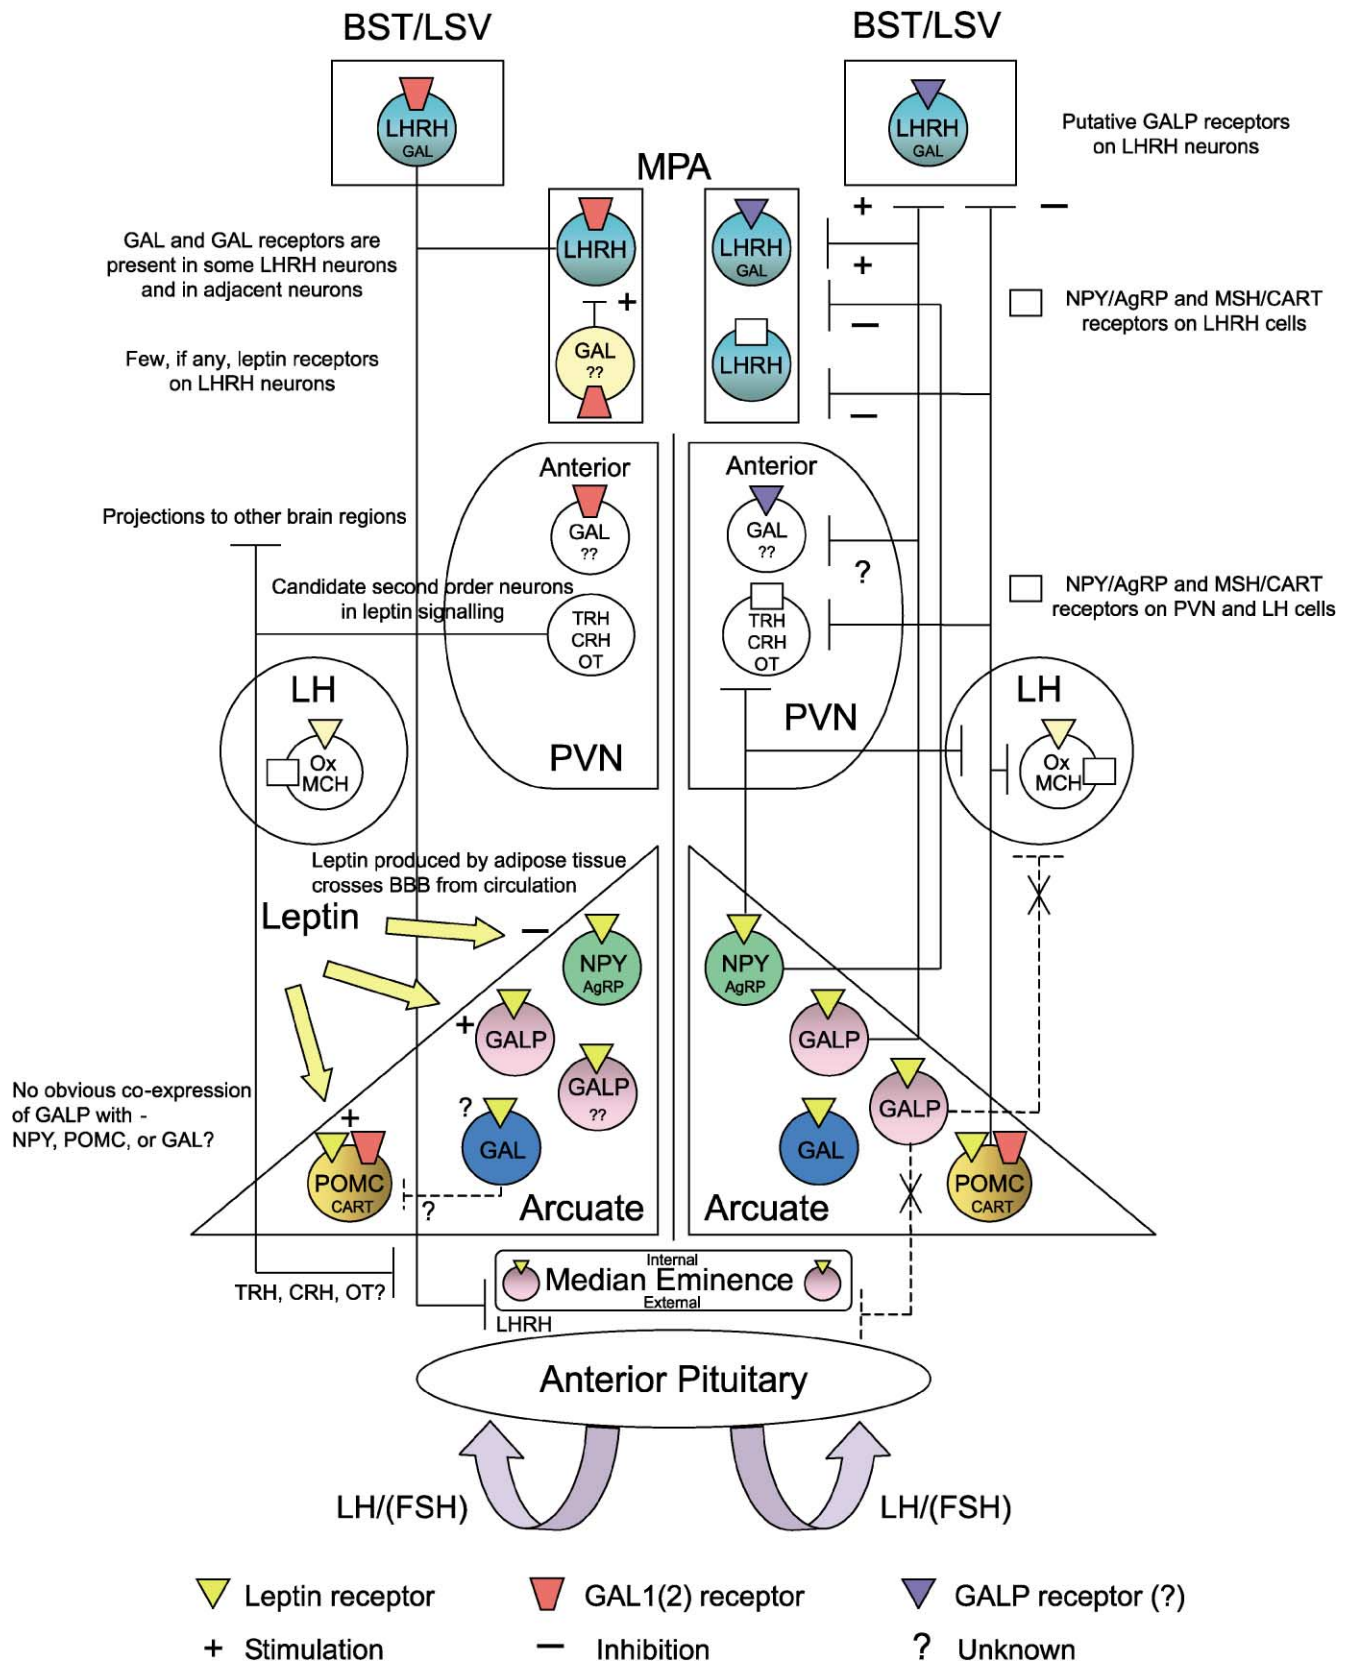 BST/LSV
BST/LSV
LHRH
GAL
LHRH
GAL
Putative GALP receptors
on LHRH neurons
MPA
+
−
GAL and GAL receptors are
present in some LHRH neurons
and in adjacent neurons
LHRH
+
LHRH
GAL
+
−
NPY/AgRP and MSH/CART
receptors on LHRH cells
Few, if any, leptin receptors
on LHRH neurons
GAL
??
LHRH
−
Anterior
GAL
??
Anterior
GAL
??
?
Projections to other brain regions
Candidate second order neurons
in leptin signalling
TRH
CRH
OT
TRH
CRH
OT
NPY/AgRP and MSH/CART
receptors on PVN and LH cells
LH
Ox
MCH
PVN
PVN
LH
Ox
MCH
Leptin produced by adipose tissue
crosses BBB from circulation
Leptin
−
NPY
AgRP
NPY
AgRP
+
GALP
GALP
GALP
??
GALP
No obvious co-expression
of GALP with -
NPY, POMC, or GAL?
+
?
GAL
GAL
POMC
CART
?
POMC
CART
Arcuate
Arcuate
Internal
Median Eminence
External
TRH, CRH, OT?
LHRH
Anterior Pituitary
LH/(FSH)
LH/(FSH)
Leptin receptor
GAL1(2) receptor
GALP receptor (?)
+ Stimulation
− Inhibition
? Unknown